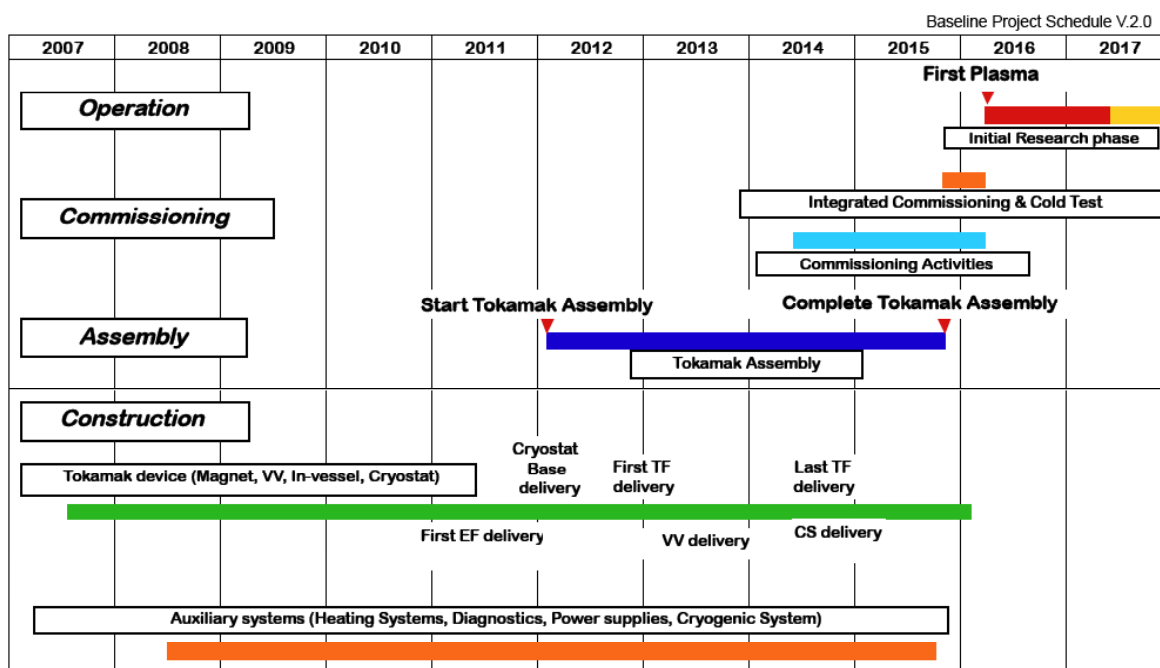 Baseline Project Schedule V.2.0
2007 2008 2009 2010 2011 2012 2013 2014 2015 2016 2017
First Plasma
Operation
Initial Research phase
Commissioning
Integrated Commissioning & Cold Test
Commissioning Activities
Start Tokamak Assembly
Complete Tokamak Assembly
Assembly
Tokamak Assembly
Construction
Tokamak device (Magnet, VV, In-vessel, Cryostat)
Cryostat
Base
delivery
First TF
delivery
Last TF
delivery
First EF delivery
VV delivery
CS delivery
Auxiliary systems (Heating Systems, Diagnostics, Power supplies, Cryogenic System)